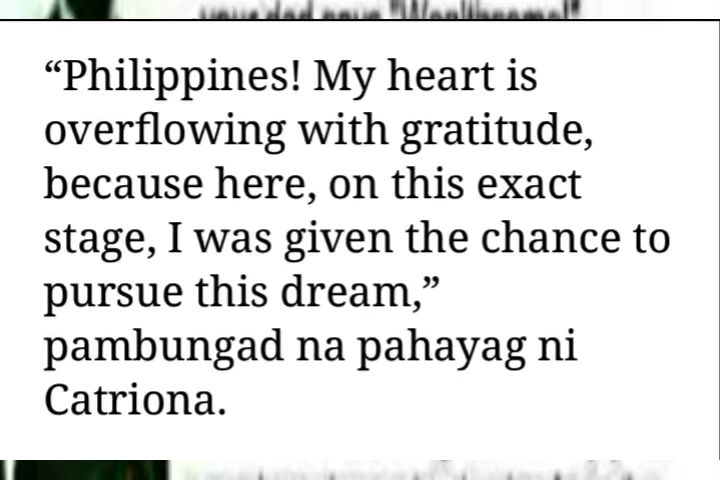 “Philippines! My heart is
overflowing with gratitude,
because here, on this exact
stage, I was given the chance to
pursue this dream,”
pambungad na pahayag ni
Catriona.